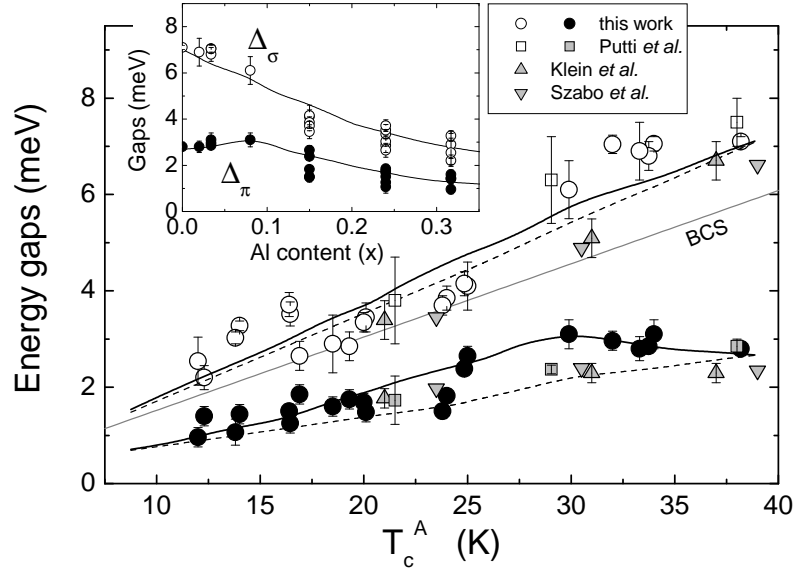 Energy gaps (meV)
8
6
4
2
0
10
15
20
25
30
35
40
T_c^A (K)
BCS
Gaps (meV)
8
6
4
2
0
0.0
0.1
0.2
0.3
Al content (x)
Δσ
Δπ
this work
Putti et al.
Klein et al.
Szabo et al.